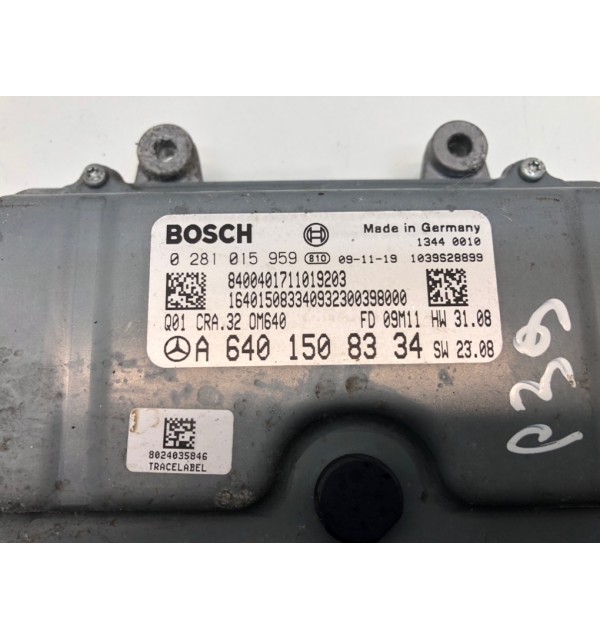 BOSCH Made in Germany
1344 0010
0 281 015 959 810 09-11-19 1039S28899
8400401711019203
164015083340932300398000
Q01 CRA.32 OM640 FD 09M11 HW 31.08
A 640 150 83 34 SW 23.08
C39
8024035846
TRACELABEL